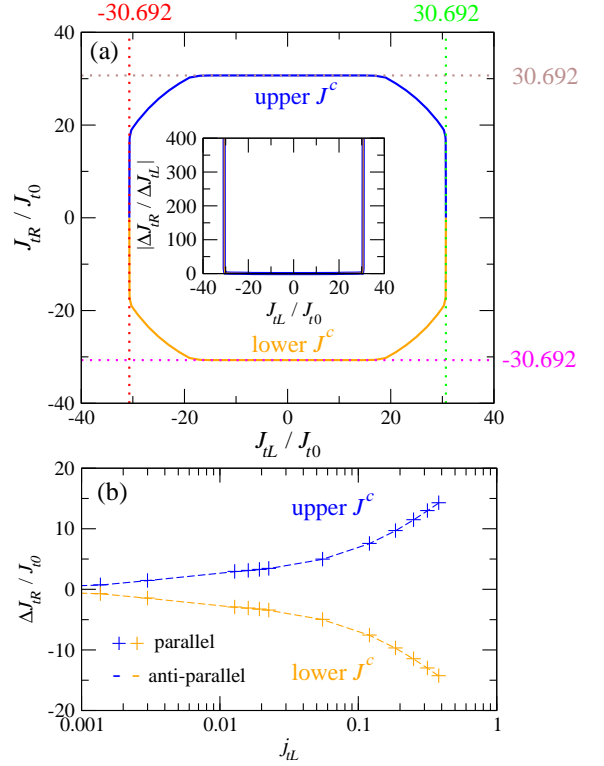 -30.692 30.692
(a)
40
20
0
-20
-40
J_tR / J_t0
upper J^c
30.692
400
300
200
100
0
|ΔJ_tR / ΔJ_tL|
-40 -20 0 20 40
J_tL / J_t0
lower J^c
-30.692
-40 -20 0 20 40
J_tL / J_t0
(b)
20
10
0
-10
-20
ΔJ_tR / J_t0
upper J^c
parallel
anti-parallel
lower J^c
0.001 0.01 0.1 1
j_tL